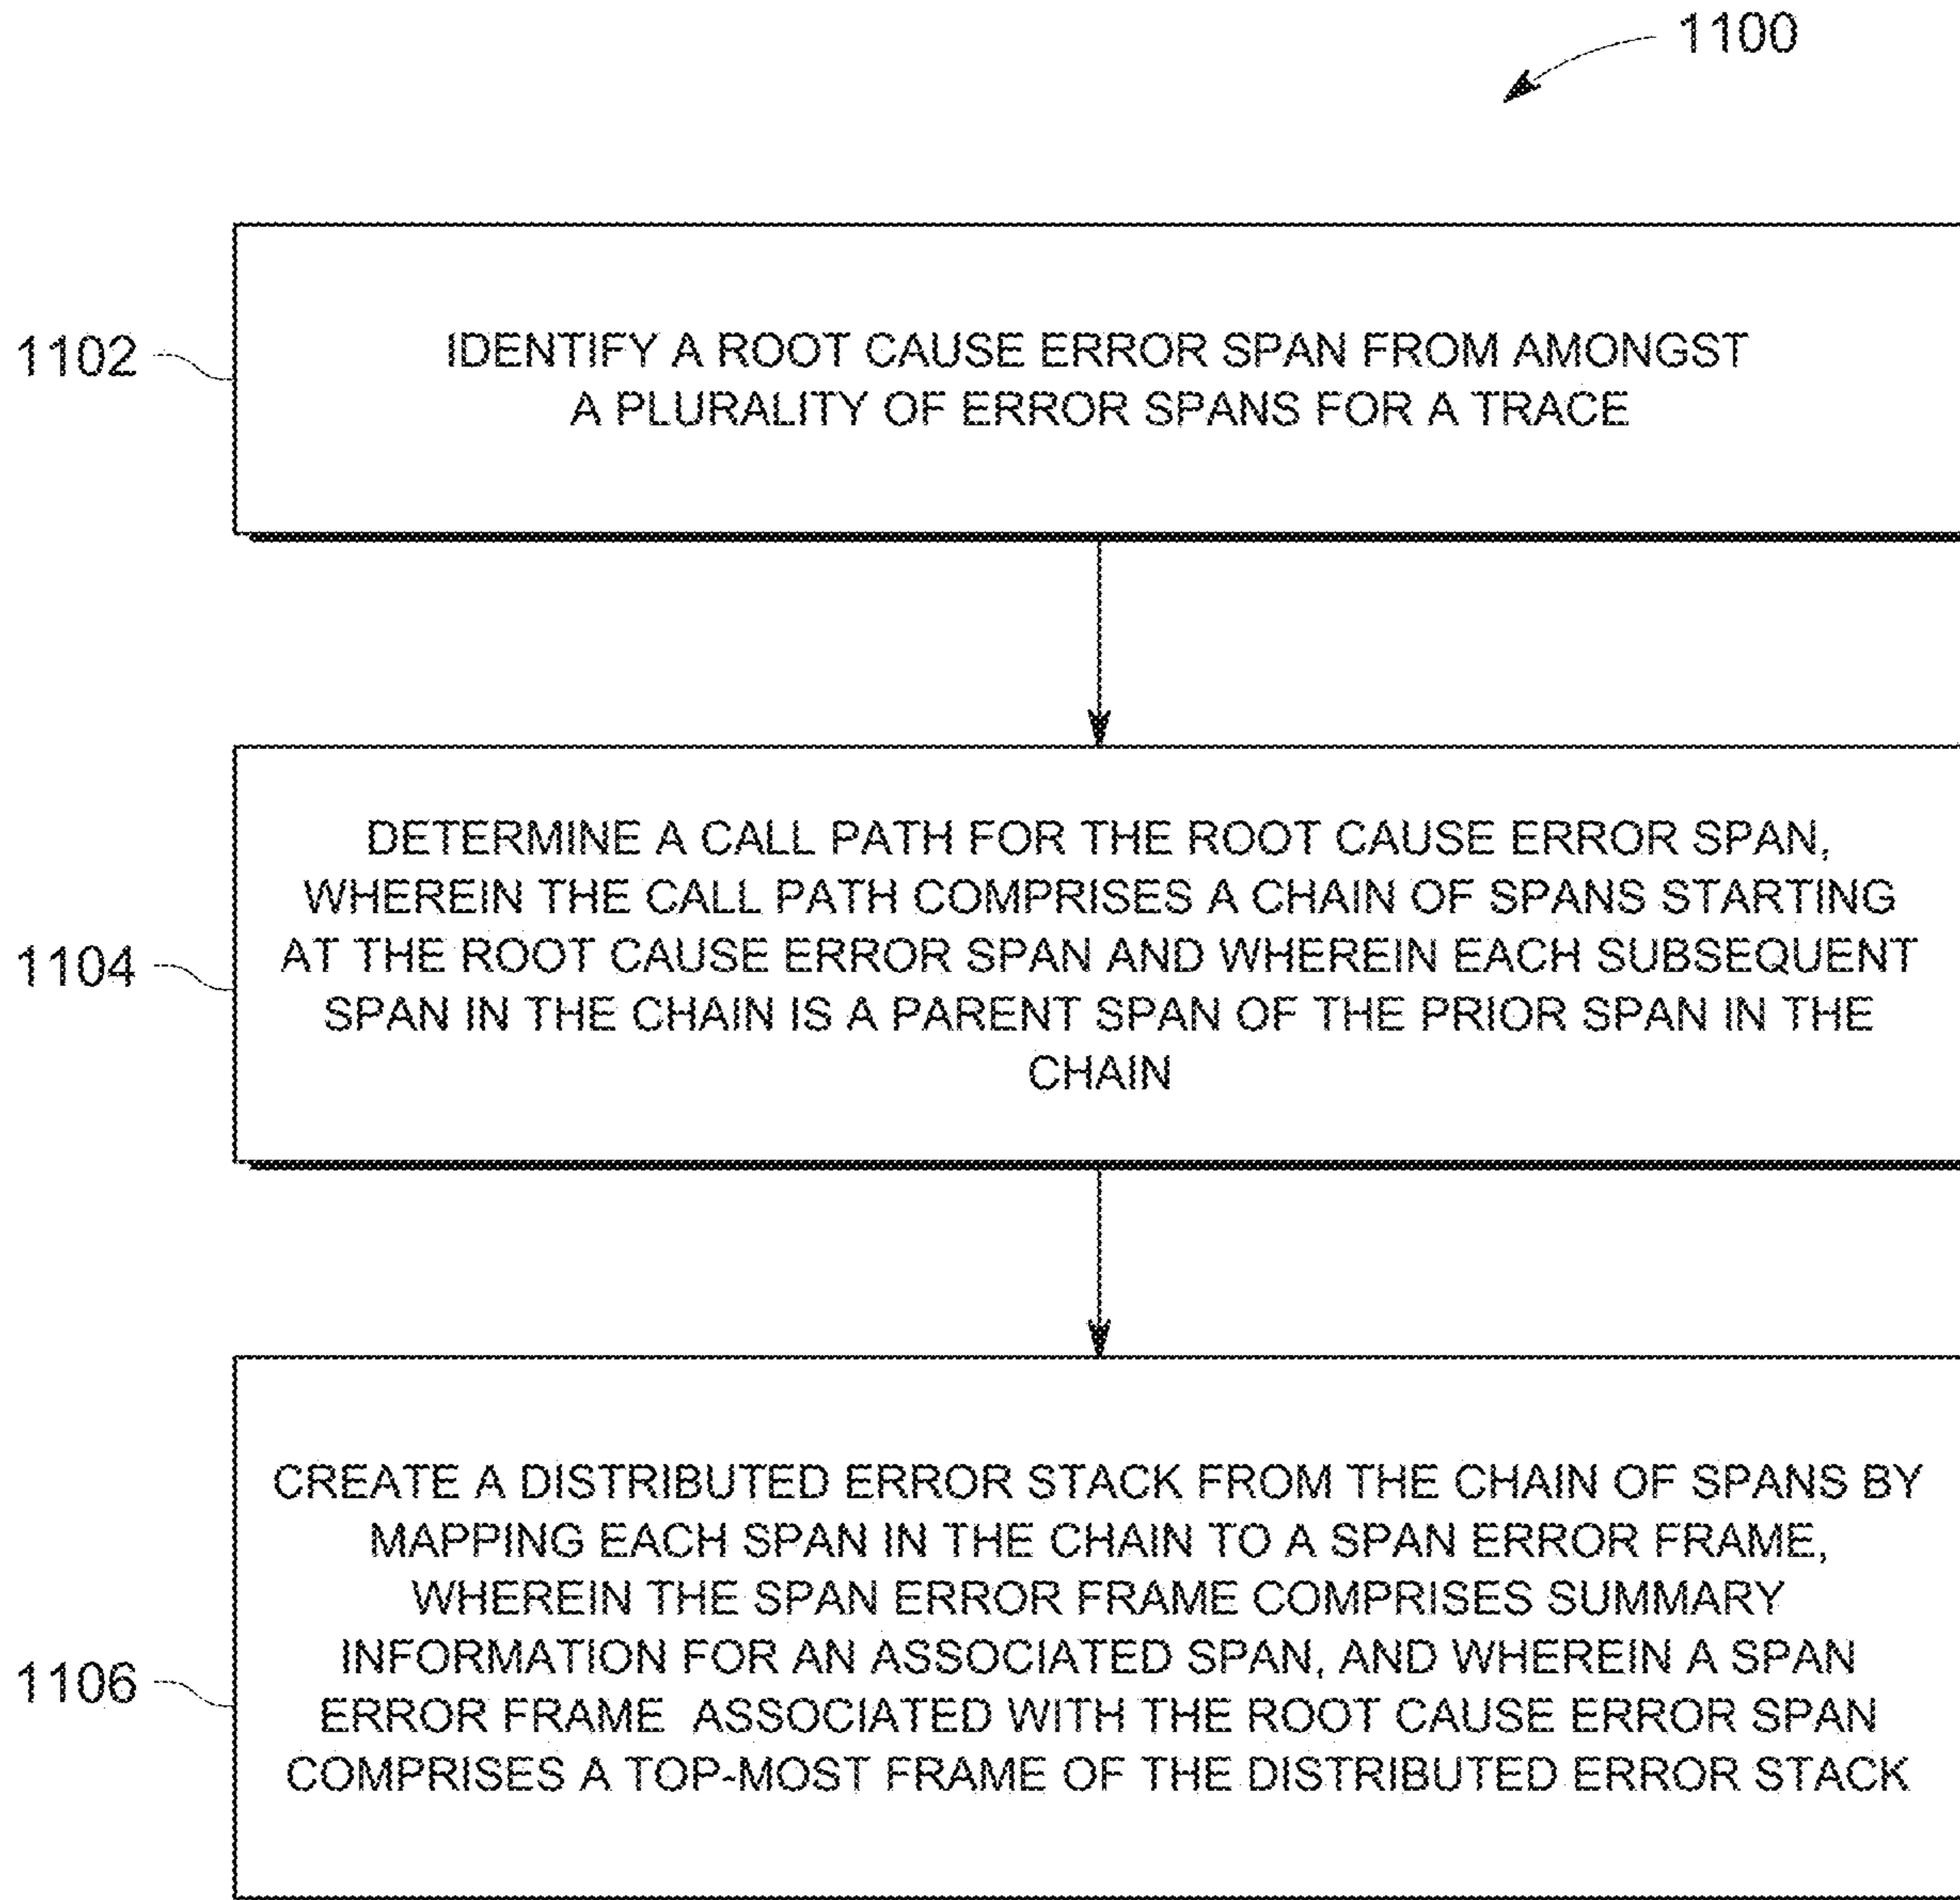 1100
1102
IDENTIFY A ROOT CAUSE ERROR SPAN FROM AMONGST
A PLURALITY OF ERROR SPANS FOR A TRACE
1104
DETERMINE A CALL PATH FOR THE ROOT CAUSE ERROR SPAN,
WHEREIN THE CALL PATH COMPRISES A CHAIN OF SPANS STARTING
AT THE ROOT CAUSE ERROR SPAN AND WHEREIN EACH SUBSEQUENT
SPAN IN THE CHAIN IS A PARENT SPAN OF THE PRIOR SPAN IN THE
CHAIN
1106
CREATE A DISTRIBUTED ERROR STACK FROM THE CHAIN OF SPANS BY
MAPPING EACH SPAN IN THE CHAIN TO A SPAN ERROR FRAME,
WHEREIN THE SPAN ERROR FRAME COMPRISES SUMMARY
INFORMATION FOR AN ASSOCIATED SPAN, AND WHEREIN A SPAN
ERROR FRAME ASSOCIATED WITH THE ROOT CAUSE ERROR SPAN
COMPRISES A TOP-MOST FRAME OF THE DISTRIBUTED ERROR STACK